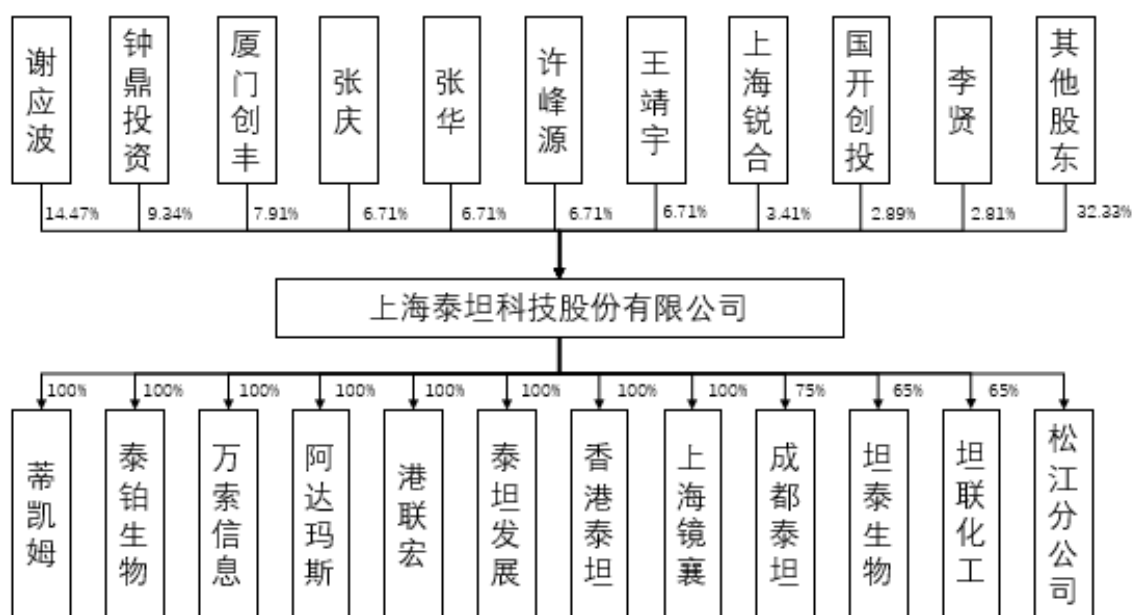 谢应波
钟鼎投资
厦门创丰
张庆
张华
许峰源
王靖宇
上海锐合
国开创投
李贤
其他股东
14.47%
9.34%
7.91%
6.71%
6.71%
6.71%
6.71%
3.41%
2.89%
2.81%
32.33%
上海泰坦科技股份有限公司
100%
100%
100%
100%
100%
100%
100%
100%
75%
65%
65%
蒂凯姆
泰铂生物
万索信息
阿达玛斯
港联宏
泰坦发展
香港泰坦
上海镜襄
成都泰坦
坦泰生物
坦联化工
松江分公司